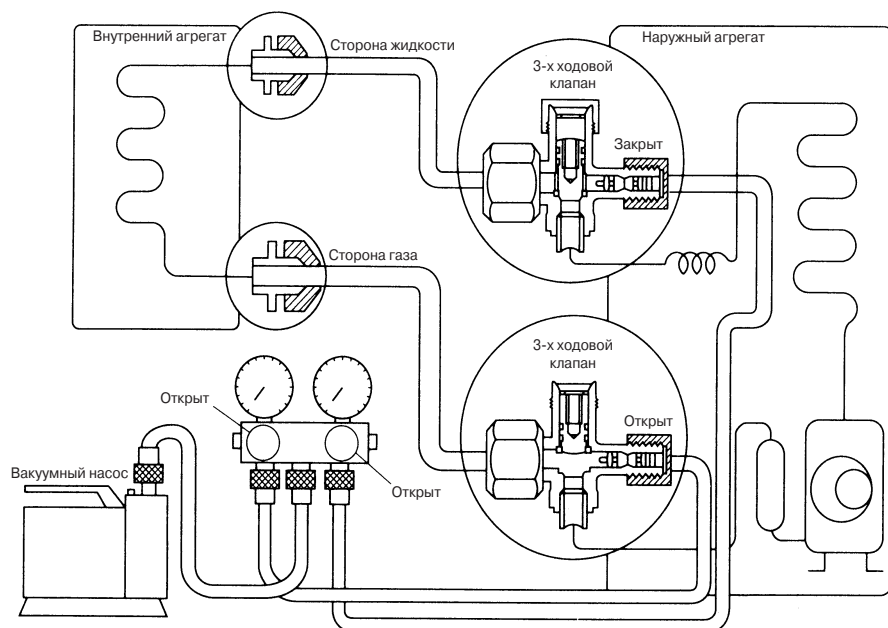 Внутренний агрегат
Сторона жидкости
Наружный агрегат
3-х ходовой
клапан
Закрыт
Сторона газа
3-х ходовой
клапан
Открыт
Открыт
Вакуумный насос
Открыт